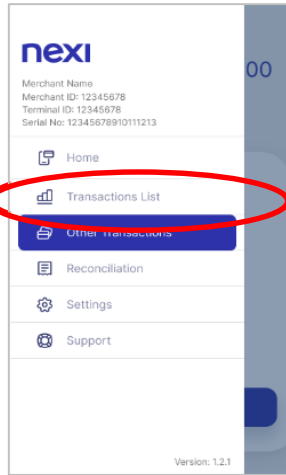 nexi
00
Merchant Name
Merchant ID: 12345678
Terminal ID: 12345678
Serial No: 12345678910111213
Home
Transactions List
Other Transactions
Reconciliation
Settings
Support
Version: 1.2.1